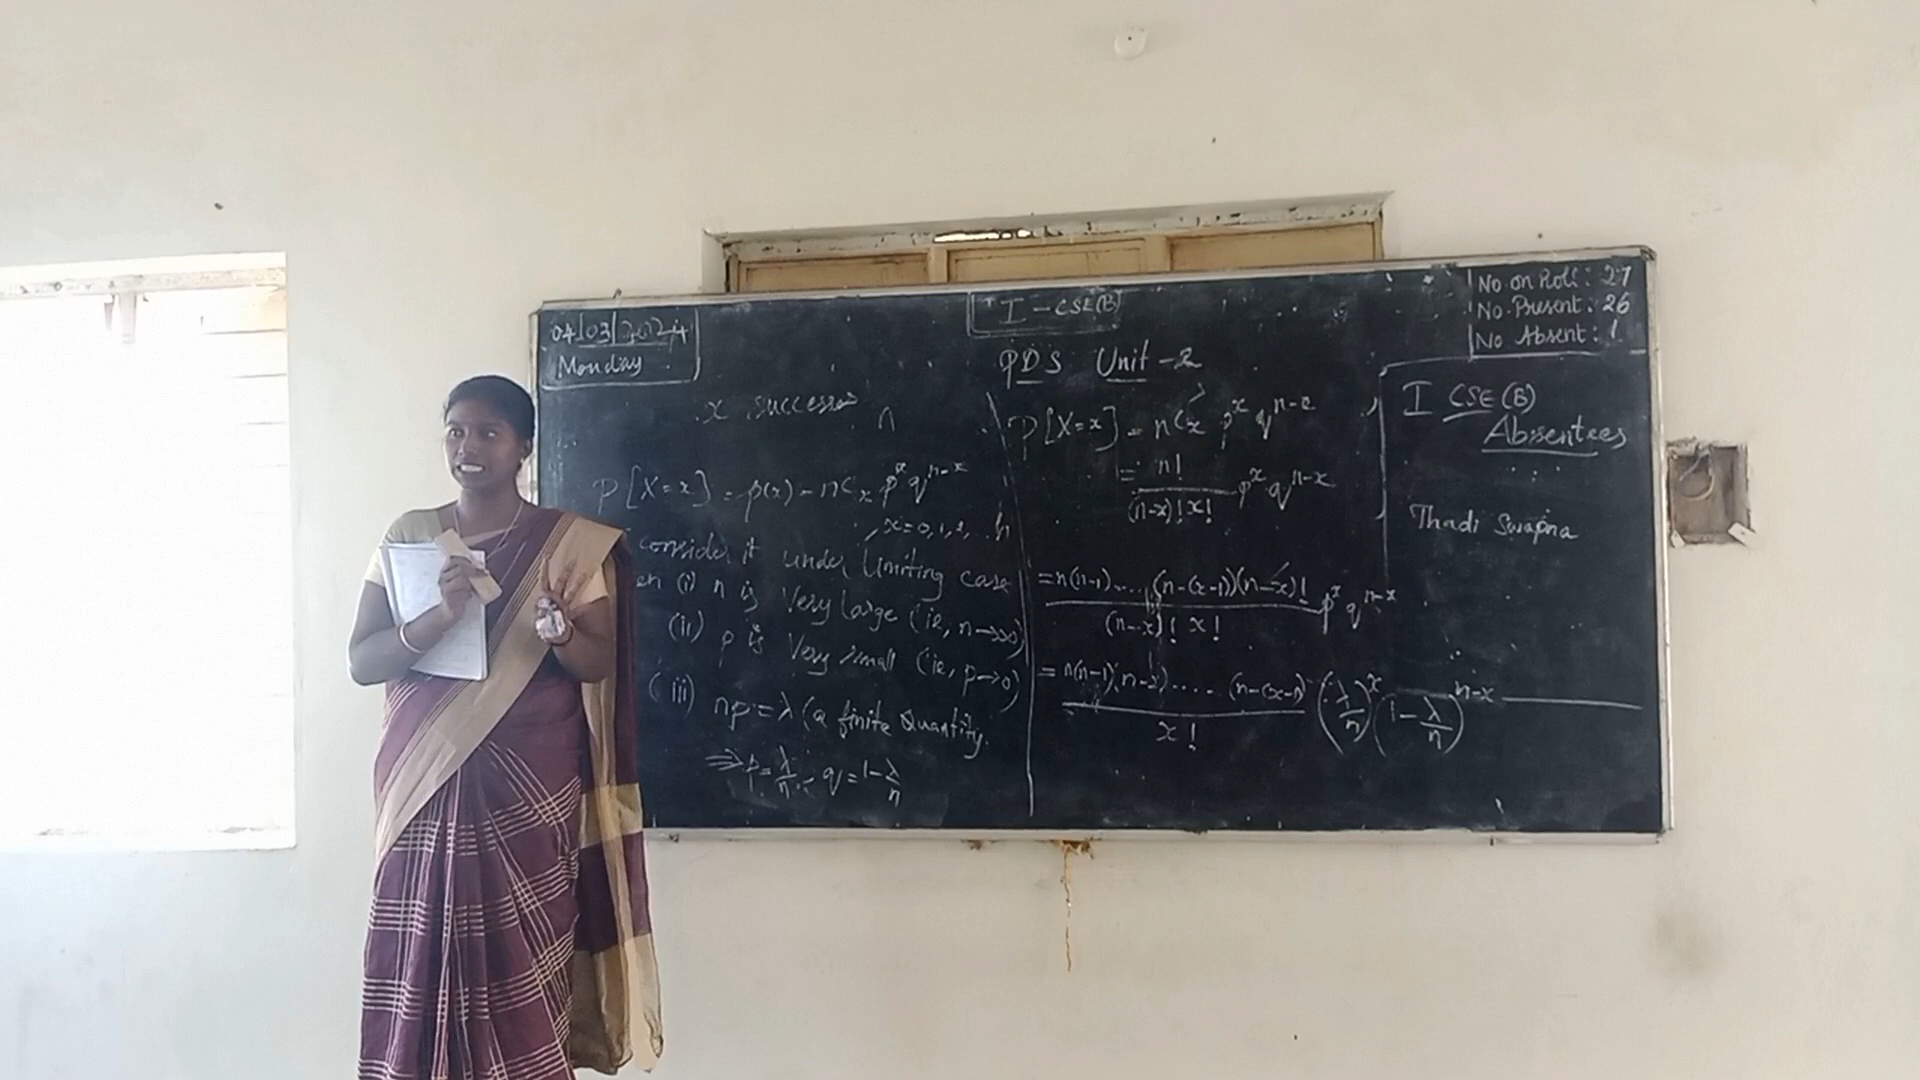 04/03/2024
Monday
I - CSE(B)
No on Roll: 27
No. Present: 26
No Absent: 1
PDS Unit - 2
x success
n
P[X=x] = p(x) = nCx p^x q^n-x
, x=0,1,2, .. n
consider it under limiting case
(i) n is very large (ie, n→∞)
(ii) p is very small (ie, p→0)
(iii) np = λ (a finite Quantity.
⇒ p = λ/n ; q = 1 - λ/n
P[X=x] = nCx p^x q^n-x
= n!/(n-x)! x! p^x q^n-x
= n(n-1)....(n-(x-1))(n-x)!/(n-x)! x! p^x q^n-x
= n(n-1)(n-2).... (n-(x-1))/x! (λ/n)^x (1 - λ/n)^n-x
I CSE (B)
Absentees
Thadi Swapna